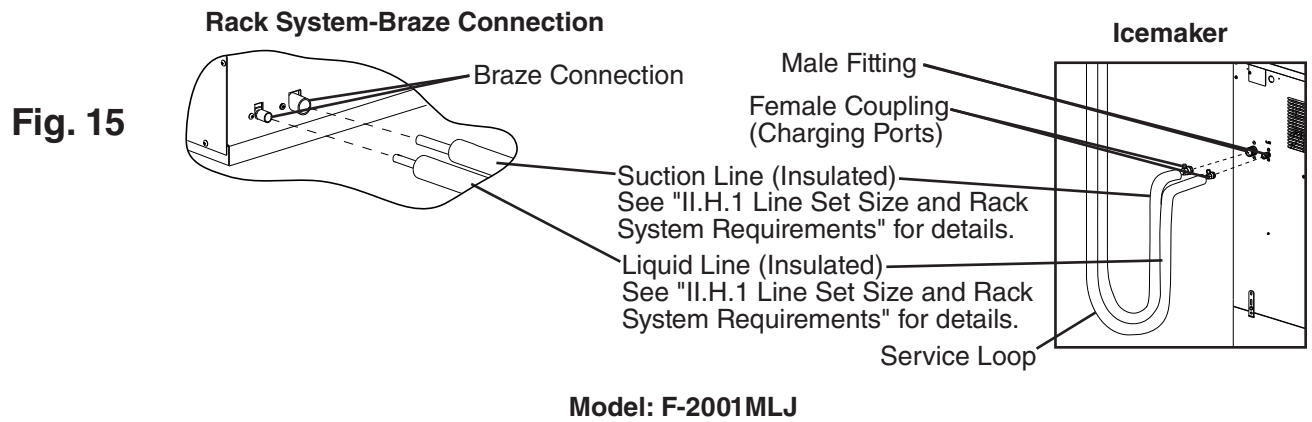 Rack System-Braze Connection
Icemaker
Fig. 15
Braze Connection
Male Fitting
Female Coupling
(Charging Ports)
Suction Line (Insulated)
See "II.H.1 Line Set Size and Rack
System Requirements" for details.
Liquid Line (Insulated)
See "II.H.1 Line Set Size and Rack
System Requirements" for details.
Service Loop
Model: F-2001MLJ